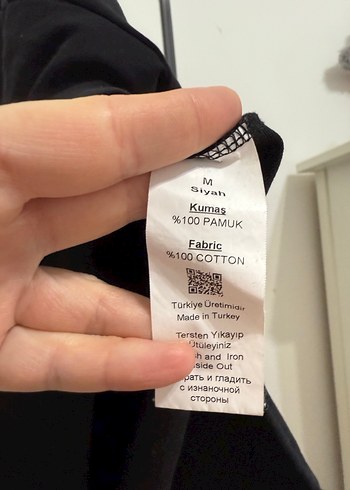 M
Siyah
Kumaş
%100 PAMUK
Fabric
%100 COTTON
Türkiye Üretimidir
Made in Turkey
Tersten Yıkayıp
Ütüleyiniz
and Iron
Out
и гладить
с изнаночной
стороны